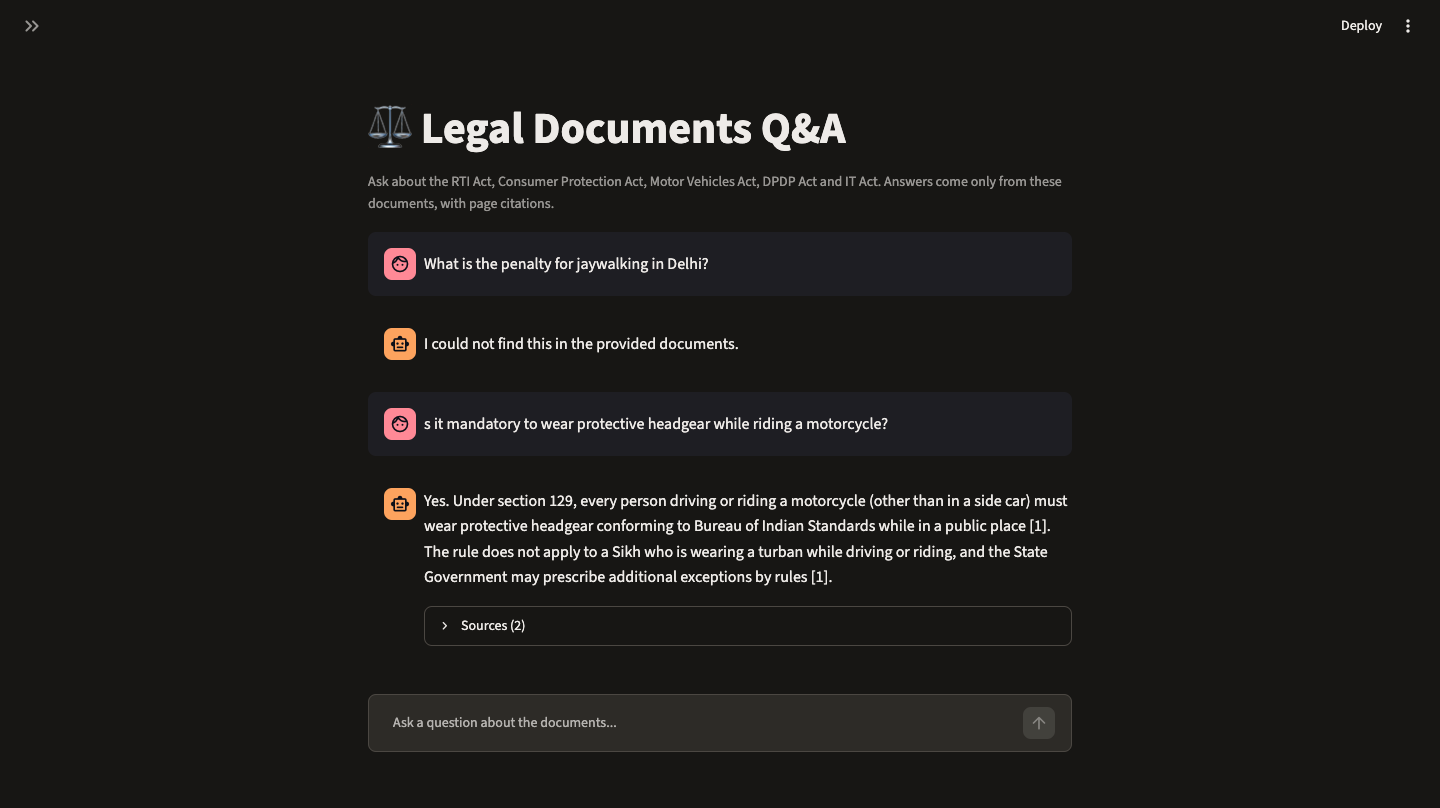 Deploy
Legal Documents Q&A
Ask about the RTI Act, Consumer Protection Act, Motor Vehicles Act, DPDP Act and IT Act. Answers come only from these
documents, with page citations.
What is the penalty for jaywalking in Delhi?
I could not find this in the provided documents.
s it mandatory to wear protective headgear while riding a motorcycle?
Yes. Under section 129, every person driving or riding a motorcycle (other than in a side car) must
wear protective headgear conforming to Bureau of Indian Standards while in a public place [1].
The rule does not apply to a Sikh who is wearing a turban while driving or riding, and the State
Government may prescribe additional exceptions by rules [1].
Sources (2)
Ask a question about the documents...